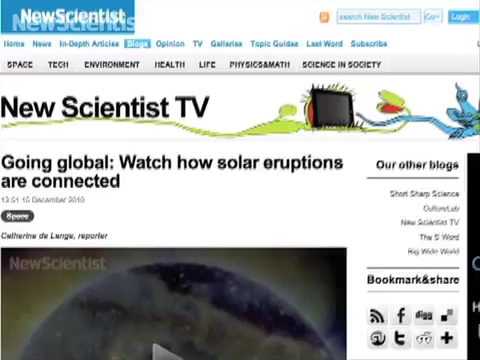 NewScientist
NewScientist
search New Scientist Go Login
Home News In-Depth Articles Blogs Opinion TV Galleries Topic Guides Last Word Subscribe
SPACE TECH ENVIRONMENT HEALTH LIFE PHYSICS&MATH SCIENCE IN SOCIETY
New Scientist TV
Going global: Watch how solar eruptions
are connected
15 December 2010
Space
Catherine de Lange, reporter
NewScientist
Our other blogs
Short Sharp Science
CultureLab
New Scientist TV
The S Word
Big Wide World
Bookmark&share
digg